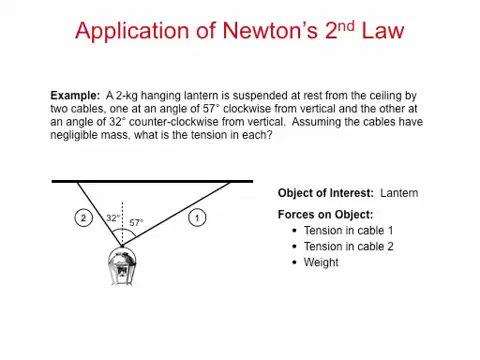 Application of Newton's 2nd Law
Example: A 2-kg hanging lantern is suspended at rest from the ceiling by
two cables, one at an angle of 57° clockwise from vertical and the other at
an angle of 32° counter-clockwise from vertical. Assuming the cables have
negligible mass, what is the tension in each?
2
32°
57°
1
Object of Interest: Lantern
Forces on Object:
• Tension in cable 1
• Tension in cable 2
• Weight